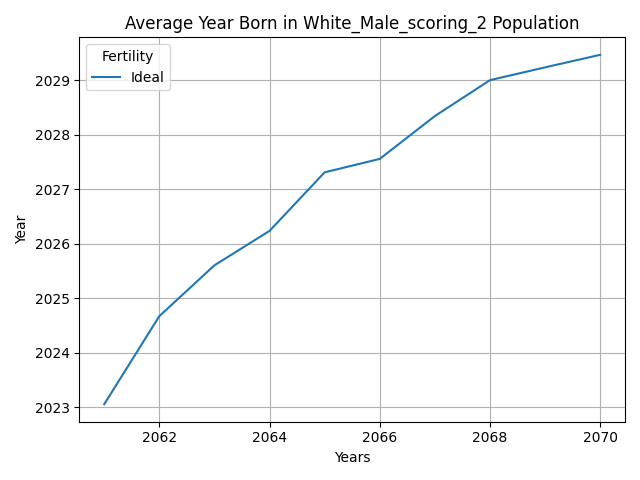 Average Year Born in White_Male_scoring_2 Population
Fertility
Ideal
2029
2028
2027
2026
2025
2024
2023
Year
2062 2064 2066 2068 2070
Years